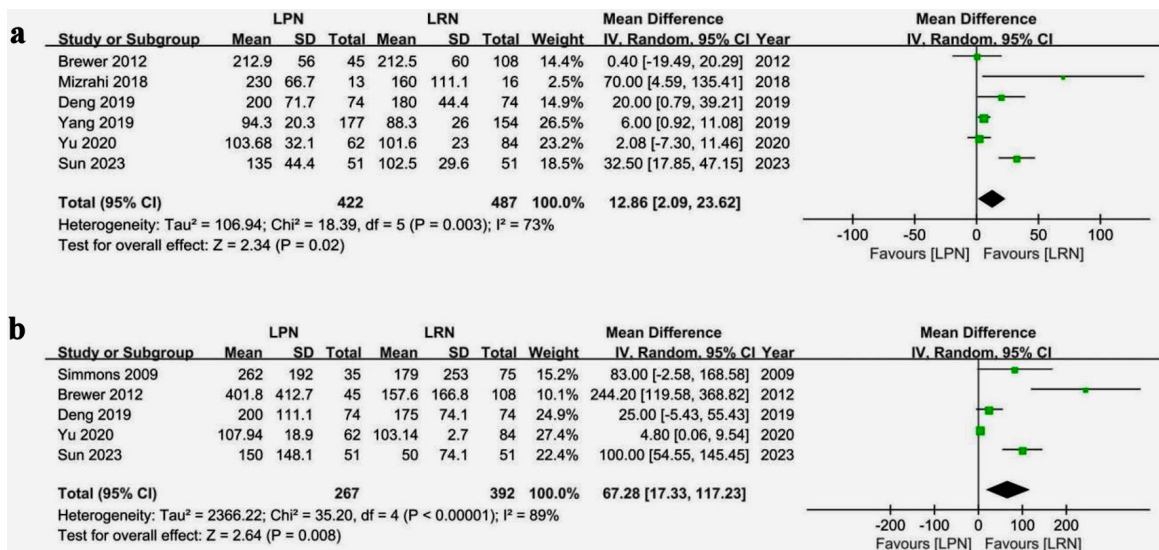 a
LPN LRN Mean Difference Mean Difference
Study or Subgroup Mean SD Total Mean SD Total Weight IV, Random, 95% CI Year IV, Random, 95% CI
Brewer 2012 212.9 56 45 212.5 60 108 14.4% 0.40 [-19.49, 20.29] 2012
Mizrahi 2018 230 66.7 13 160 111.1 16 2.5% 70.00 [4.59, 135.41] 2018
Deng 2019 200 71.7 74 180 44.4 74 14.9% 20.00 [0.79, 39.21] 2019
Yang 2019 94.3 20.3 177 88.3 26 154 26.5% 6.00 [0.92, 11.08] 2019
Yu 2020 103.68 32.1 62 101.6 23 84 23.2% 2.08 [-7.30, 11.46] 2020
Sun 2023 135 44.4 51 102.5 29.6 51 18.5% 32.50 [17.85, 47.15] 2023
Total (95% CI) 422 487 100.0% 12.86 [2.09, 23.62]
Heterogeneity: Tau² = 106.94; Chi² = 18.39, df = 5 (P = 0.003); I² = 73%
Test for overall effect: Z = 2.34 (P = 0.02)
-100 -50 0 50 100
Favours [LPN] Favours [LRN]
b
LPN LRN Mean Difference Mean Difference
Study or Subgroup Mean SD Total Mean SD Total Weight IV, Random, 95% CI Year IV, Random, 95% CI
Simmons 2009 262 192 35 179 253 75 15.2% 83.00 [-2.58, 168.58] 2009
Brewer 2012 401.8 412.7 45 157.6 166.8 108 10.1% 244.20 [119.58, 368.82] 2012
Deng 2019 200 111.1 74 175 74.1 74 24.9% 25.00 [-5.43, 55.43] 2019
Yu 2020 107.94 18.9 62 103.14 2.7 84 27.4% 4.80 [0.06, 9.54] 2020
Sun 2023 150 148.1 51 50 74.1 51 22.4% 100.00 [54.55, 145.45] 2023
Total (95% CI) 267 392 100.0% 67.28 [17.33, 117.23]
Heterogeneity: Tau² = 2366.22; Chi² = 35.20, df = 4 (P < 0.00001); I² = 89%
Test for overall effect: Z = 2.64 (P = 0.008)
-200 -100 0 100 200
Favours [LPN] Favours [LRN]